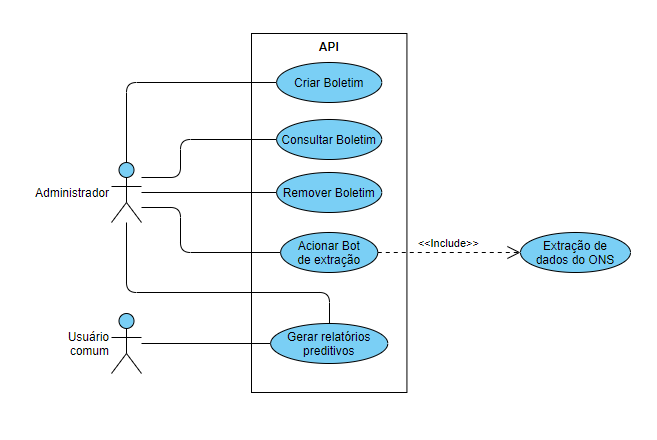 API
Criar Boletim
Consultar Boletim
Administrador
Remover Boletim
Acionar Bot
de extração
<<Include>>
Extração de
dados do ONS
Usuário
comum
Gerar relatórios
preditivos